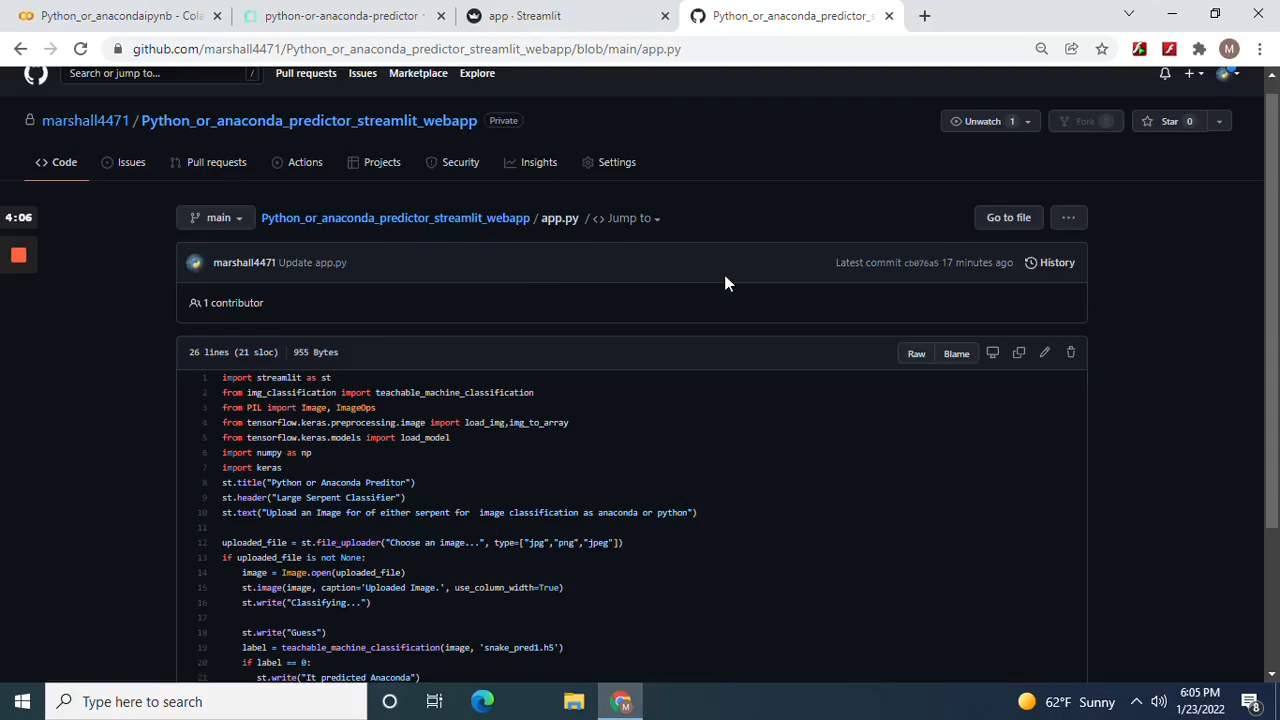 Python_or_anacondaipynb - Cola
python-or-anaconda-predictor
app · Streamlit
Python_or_anaconda_predictor_s
github.com/marshall4471/Python_or_anaconda_predictor_streamlit_webapp/blob/main/app.py
M
Search or jump to...
/
Pull requests
Issues
Marketplace
Explore
marshall4471 / Python_or_anaconda_predictor_streamlit_webapp
Private
Unwatch 1
Fork 0
Star 0
Code
Issues
Pull requests
Actions
Projects
Security
Insights
Settings
4:06
main
Python_or_anaconda_predictor_streamlit_webapp / app.py / <> Jump to
Go to file
...
marshall4471 Update app.py
Latest commit cb076a5 17 minutes ago
History
1 contributor
26 lines (21 sloc) 955 Bytes
Raw
Blame
1 import streamlit as st
2 from img_classification import teachable_machine_classification
3 from PIL import Image, ImageOps
4 from tensorflow.keras.preprocessing.image import load_img,img_to_array
5 from tensorflow.keras.models import load_model
6 import numpy as np
7 import keras
8 st.title("Python or Anaconda Preditor")
9 st.header("Large Serpent Classifier")
10 st.text("Upload an Image for of either serpent for  image classification as anaconda or python")
11
12 uploaded_file = st.file_uploader("Choose an image...", type=["jpg","png","jpeg"])
13 if uploaded_file is not None:
14 image = Image.open(uploaded_file)
15 st.image(image, caption='Uploaded Image.', use_column_width=True)
16 st.write("Classifying...")
17
18 st.write("Guess")
19 label = teachable_machine_classification(image, 'snake_pred1.h5')
20 if label == 0:
21 st.write("It predicted Anaconda")
Type here to search
M
62°F Sunny
6:05 PM
1/23/2022
8